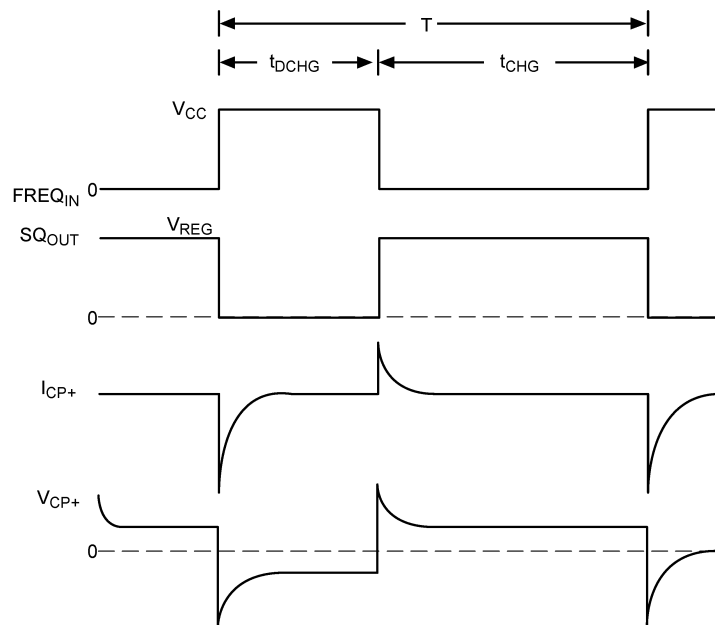 T
tDCHG
tCHG
VCC
0
FREQIN
VREG
SQOUT
0
ICP+
VCP+
0